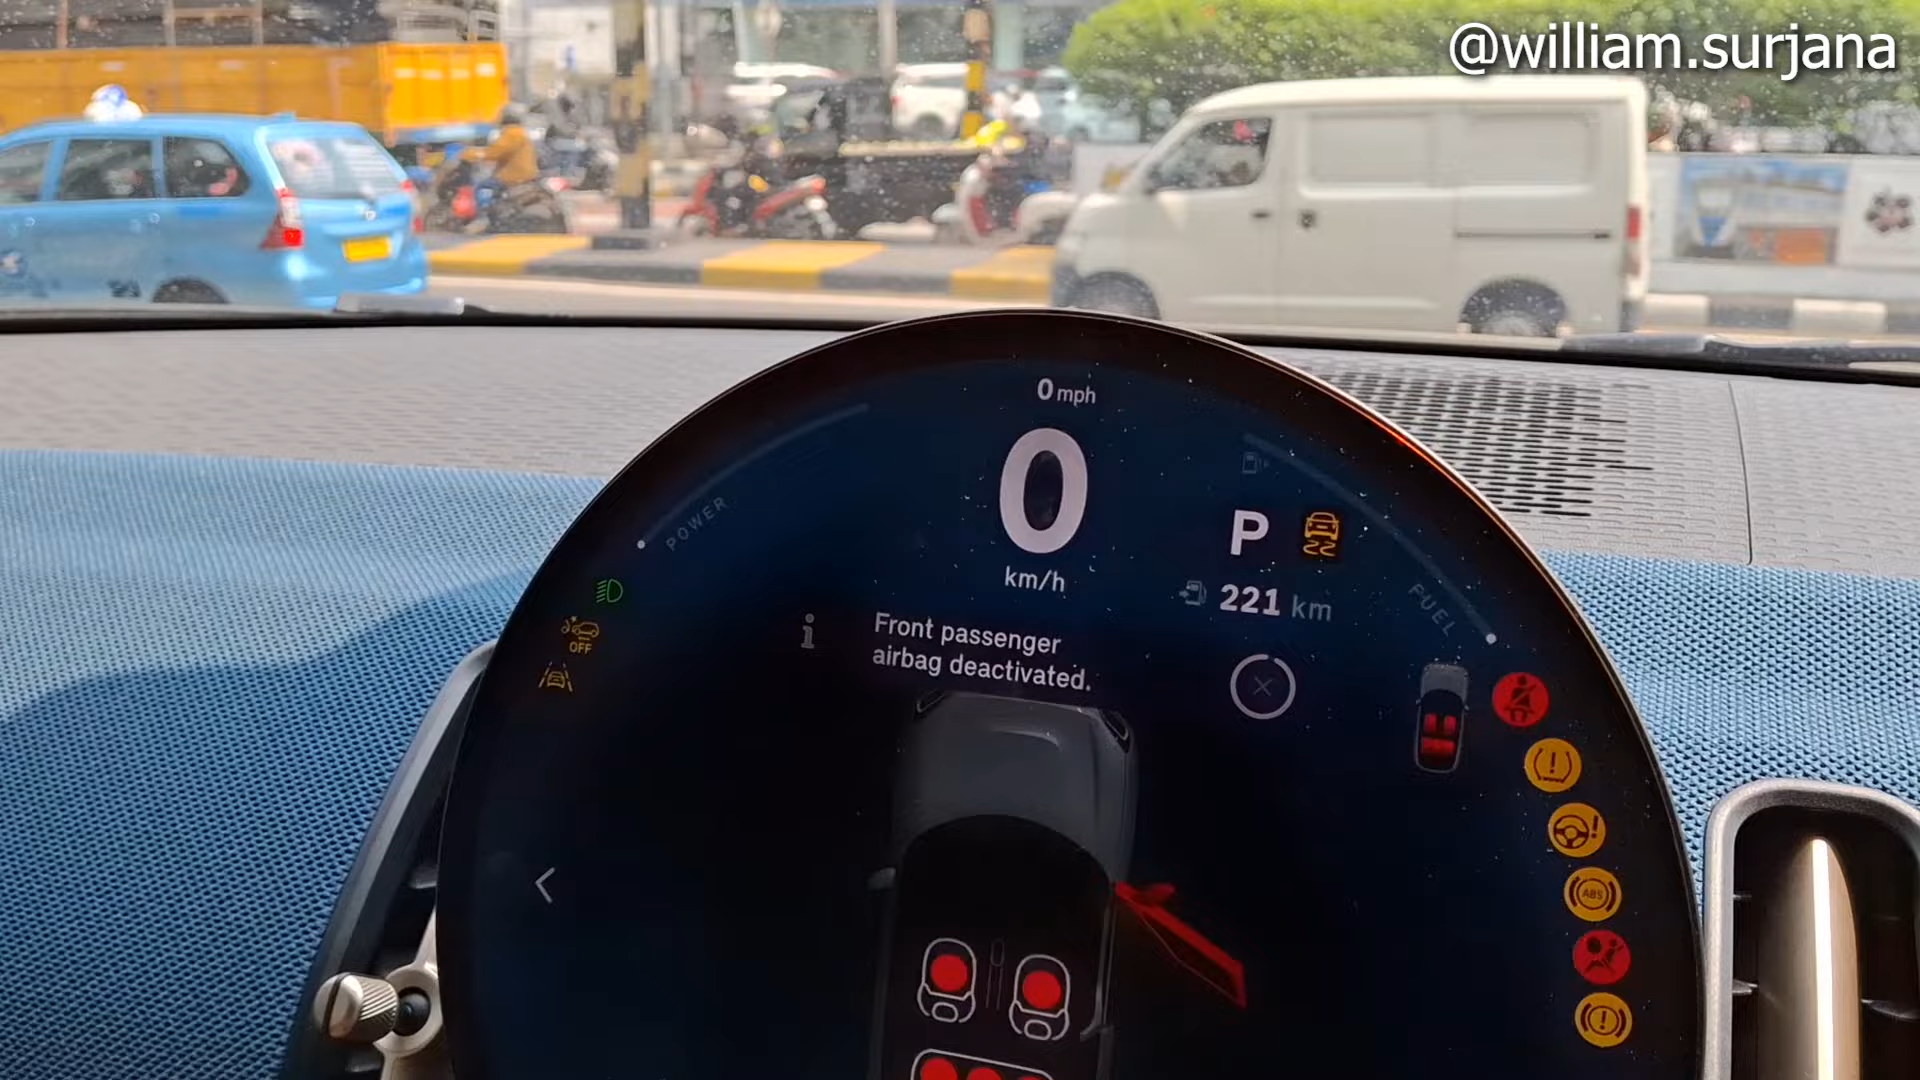 @william.surjana
0 mph
0
km/h
POWER
P
221 km
FUEL
OFF
i
Front passenger
airbag deactivated.
ABS